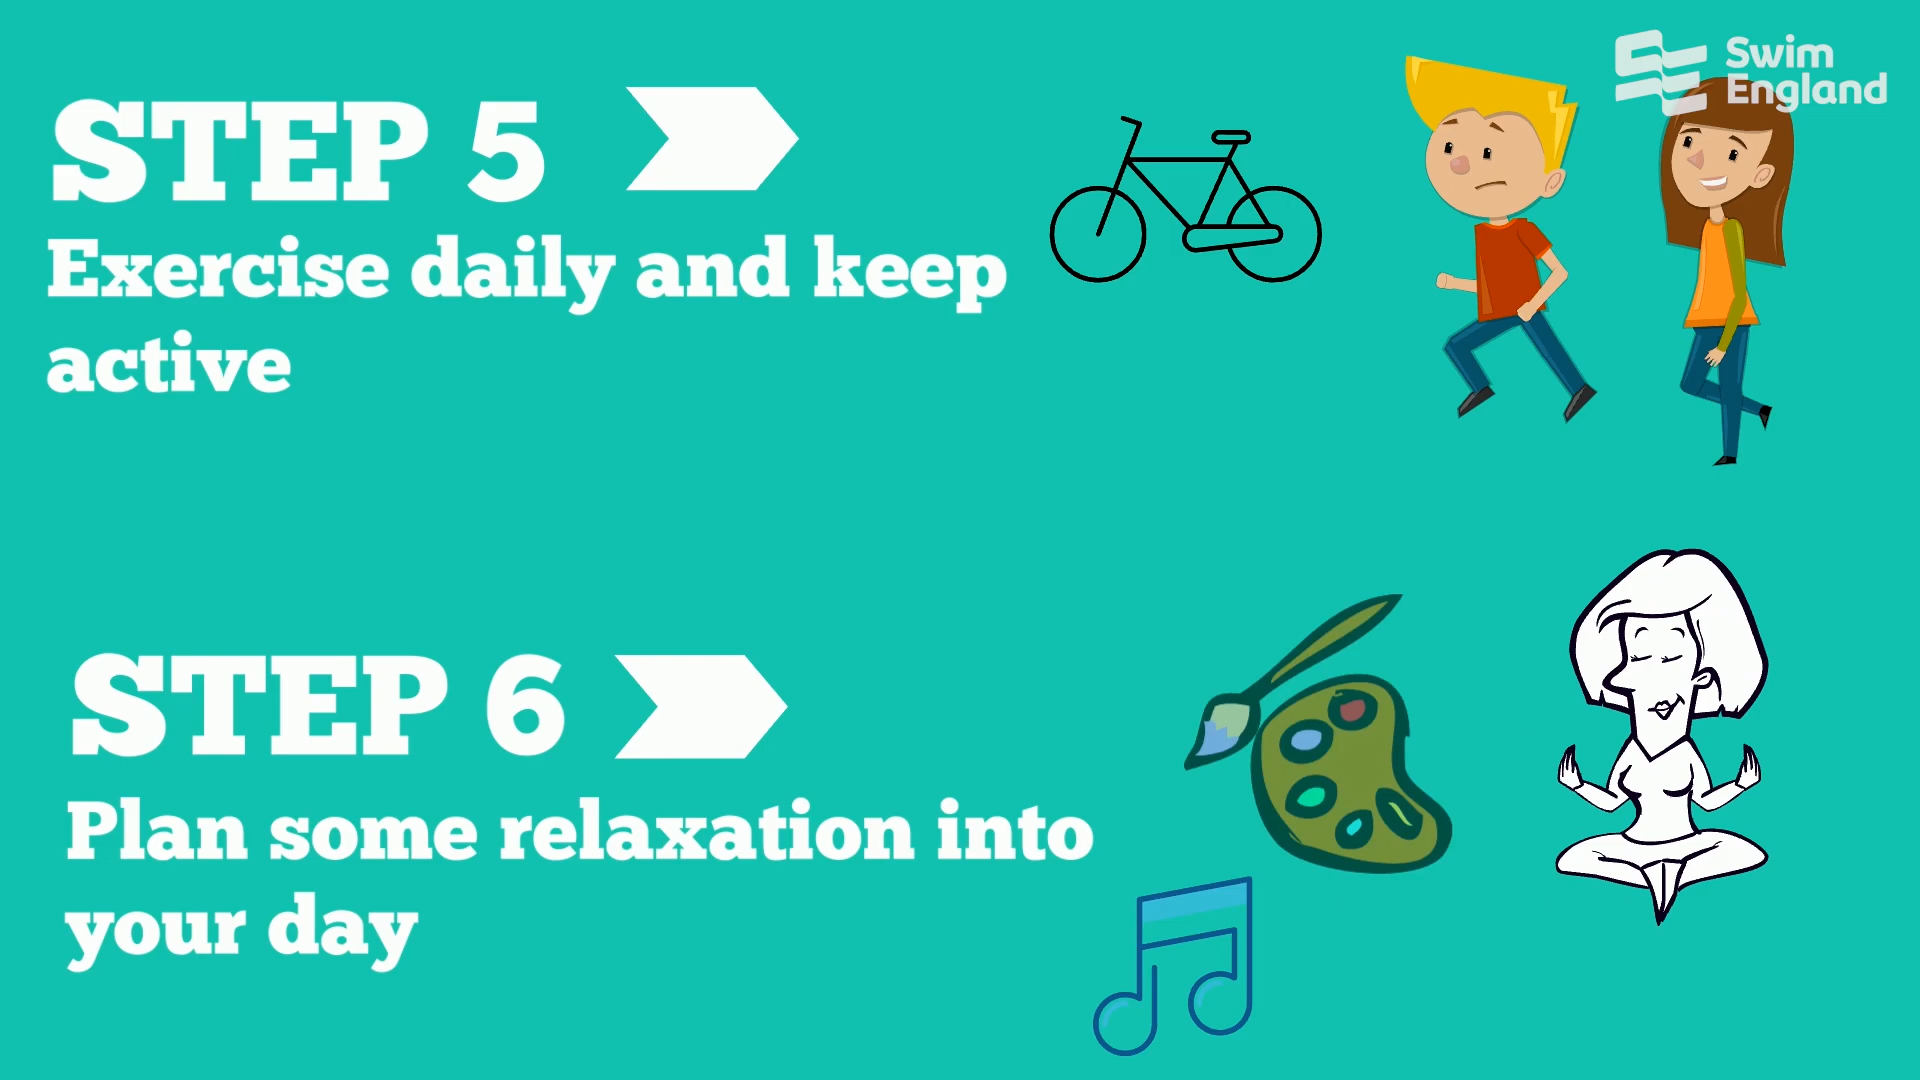 Swim
England
STEP 5
Exercise daily and keep
active
STEP 6
Plan some relaxation into
your day